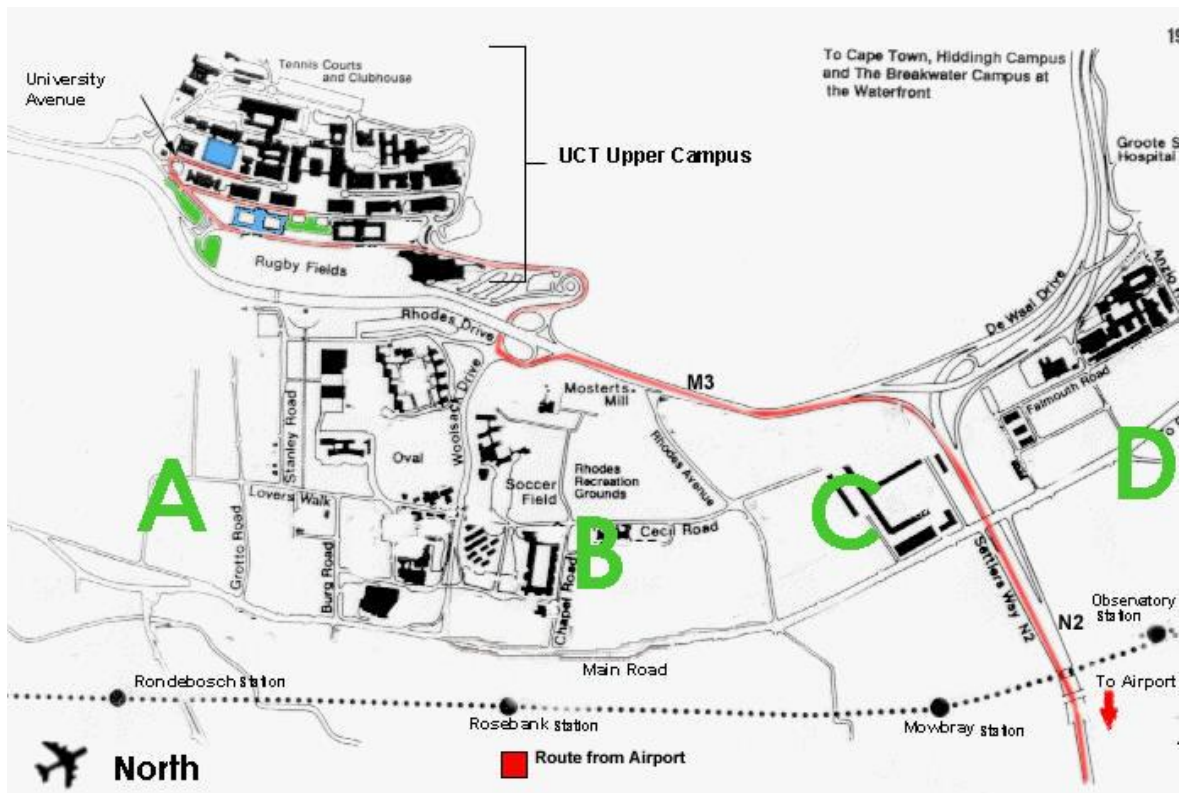 19
To Cape Town, Hiddingh Campus
and The Breakwater Campus at
the Waterfront
Tennis Courts
and Clubhouse
University
Avenue
UCT Upper Campus
Groote S
Hospital
Rugby Fields
Rhodes Drive
De Waal Drive
Anzio
M3
Mosterts
Mill
Falmouth Road
Stanley Road
Woolsack Drive
Rhodes Avenue
Oval
Soccer
Field
Rhodes
Recreation
Grounds
A
B
C
D
Lovers Walk
Cecil Road
Grotto Road
Burg Road
Chapel Road
Settlers Way N2
N2
Observatory
Station
Main Road
To Airport
Rondebosch Station
Rosebank Station
Mowbray Station
North
Route from Airport